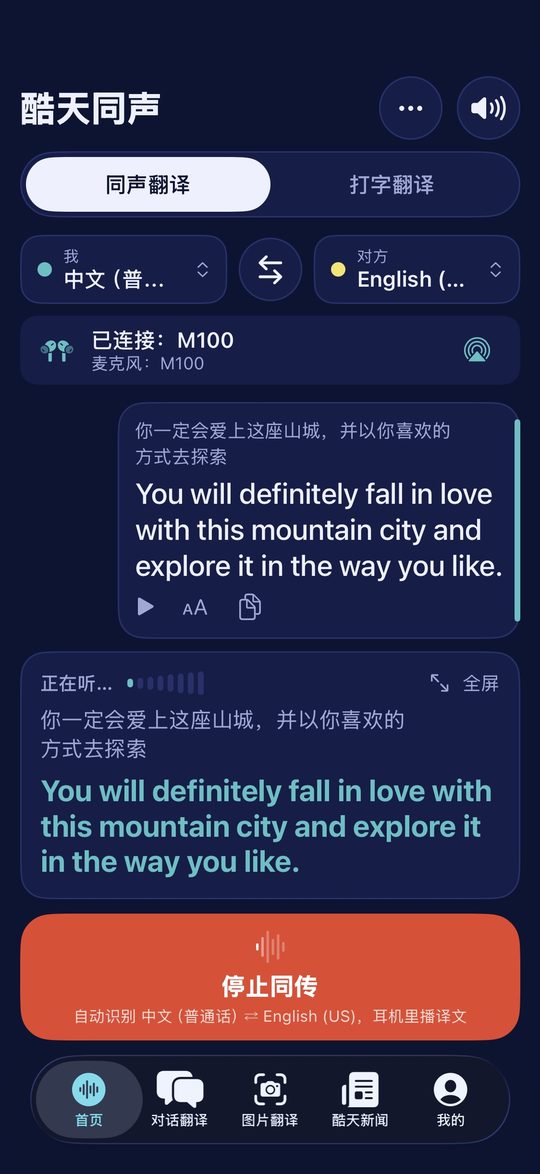 酷天同声
同声翻译
打字翻译
我
中文 (普...
对方
English (...
已连接：M100
麦克风：M100
你一定会爱上这座山城，并以你喜欢的
方式去探索
You will definitely fall in love
with this mountain city and
explore it in the way you like.
AA
正在听...
全屏
你一定会爱上这座山城，并以你喜欢的
方式去探索
You will definitely fall in love with
this mountain city and explore it
in the way you like.
停止同传
自动识别 中文 (普通话) ⇄ English (US)，耳机里播译文
首页
对话翻译
图片翻译
酷天新闻
我的